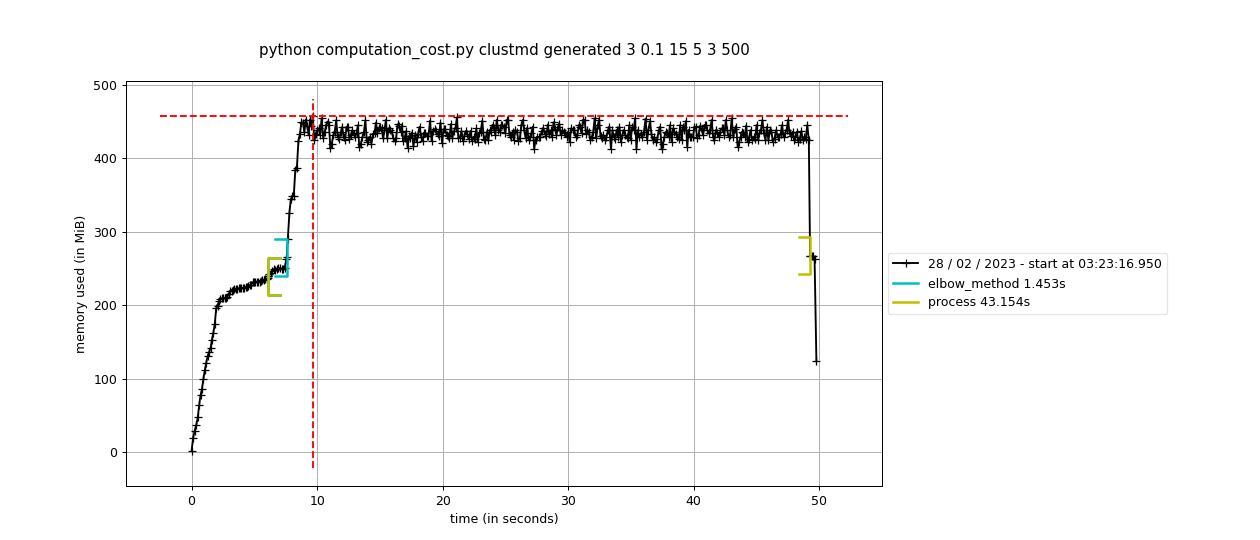 python computation_cost.py clustmd generated 3 0.1 15 5 3 500
500
400
300
200
100
0
memory used (in MiB)
0 10 20 30 40 50
time (in seconds)
28 / 02 / 2023 - start at 03:23:16.950
elbow_method 1.453s
process 43.154s